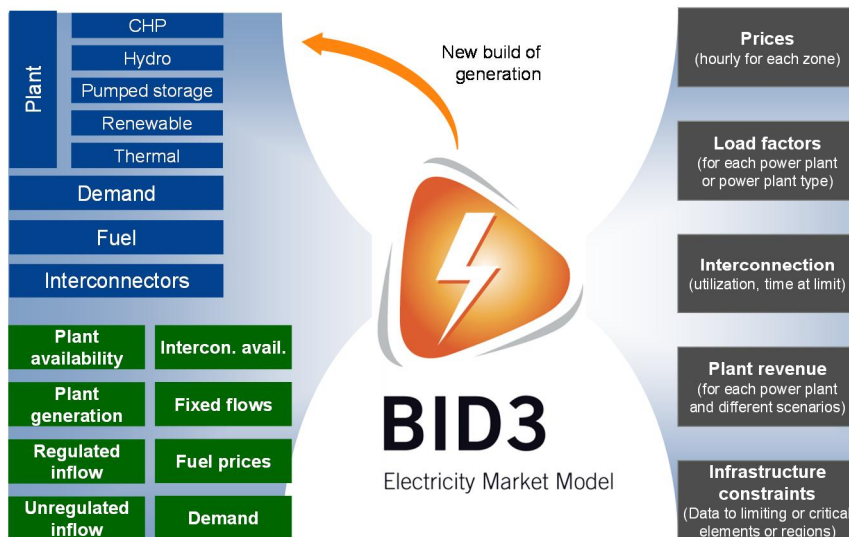 Plant
CHP
Hydro
Pumped storage
Renewable
Thermal
Demand
Fuel
Interconnectors
Plant
availability
Intercon. avail.
Plant
generation
Fixed flows
Regulated
inflow
Fuel prices
Unregulated
inflow
Demand
New build of
generation
BID3
Electricity Market Model
Prices
(hourly for each zone)
Load factors
(for each power plant
or power plant type)
Interconnection
(utilization, time at limit)
Plant revenue
(for each power plant
and different scenarios)
Infrastructure
constraints
(Data to limiting or critical
elements or regions)